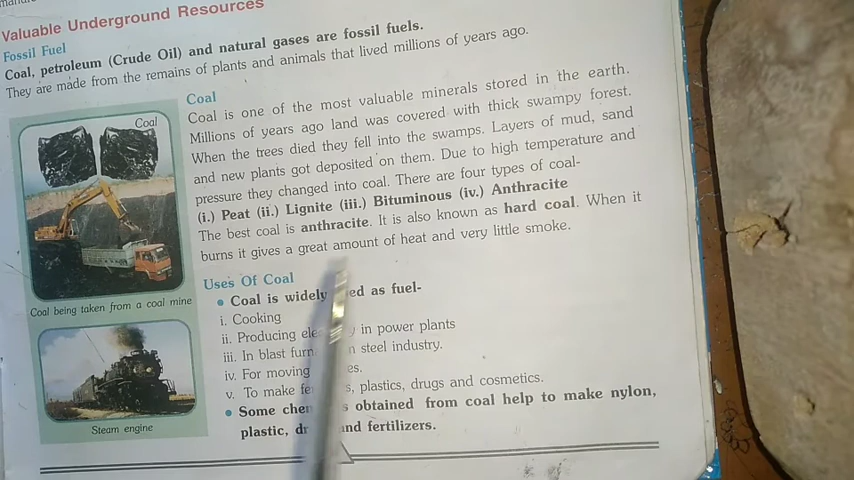 Valuable Underground Resources
Fossil Fuel
Coal, petroleum (Crude Oil) and natural gases are fossil fuels.
They are made from the remains of plants and animals that lived millions of years ago.
Coal
Coal is one of the most valuable minerals stored in the earth.
Millions of years ago land was covered with thick swampy forest.
When the trees died they fell into the swamps. Layers of mud, sand
and new plants got deposited on them. Due to high temperature and
pressure they changed into coal. There are four types of coal-
(i.) Peat (ii.) Lignite (iii.) Bituminous (iv.) Anthracite
The best coal is anthracite. It is also known as hard coal. When it
burns it gives a great amount of heat and very little smoke.
Coal
Coal being taken from a coal mine
Steam engine
Uses Of Coal
• Coal is widely as fuel-
i. Cooking
ii. Producing in power plants
iii. In blast steel industry.
iv. For moving
v. To make plastics, drugs and cosmetics.
• Some obtained from coal help to make nylon,
plastic, and fertilizers.